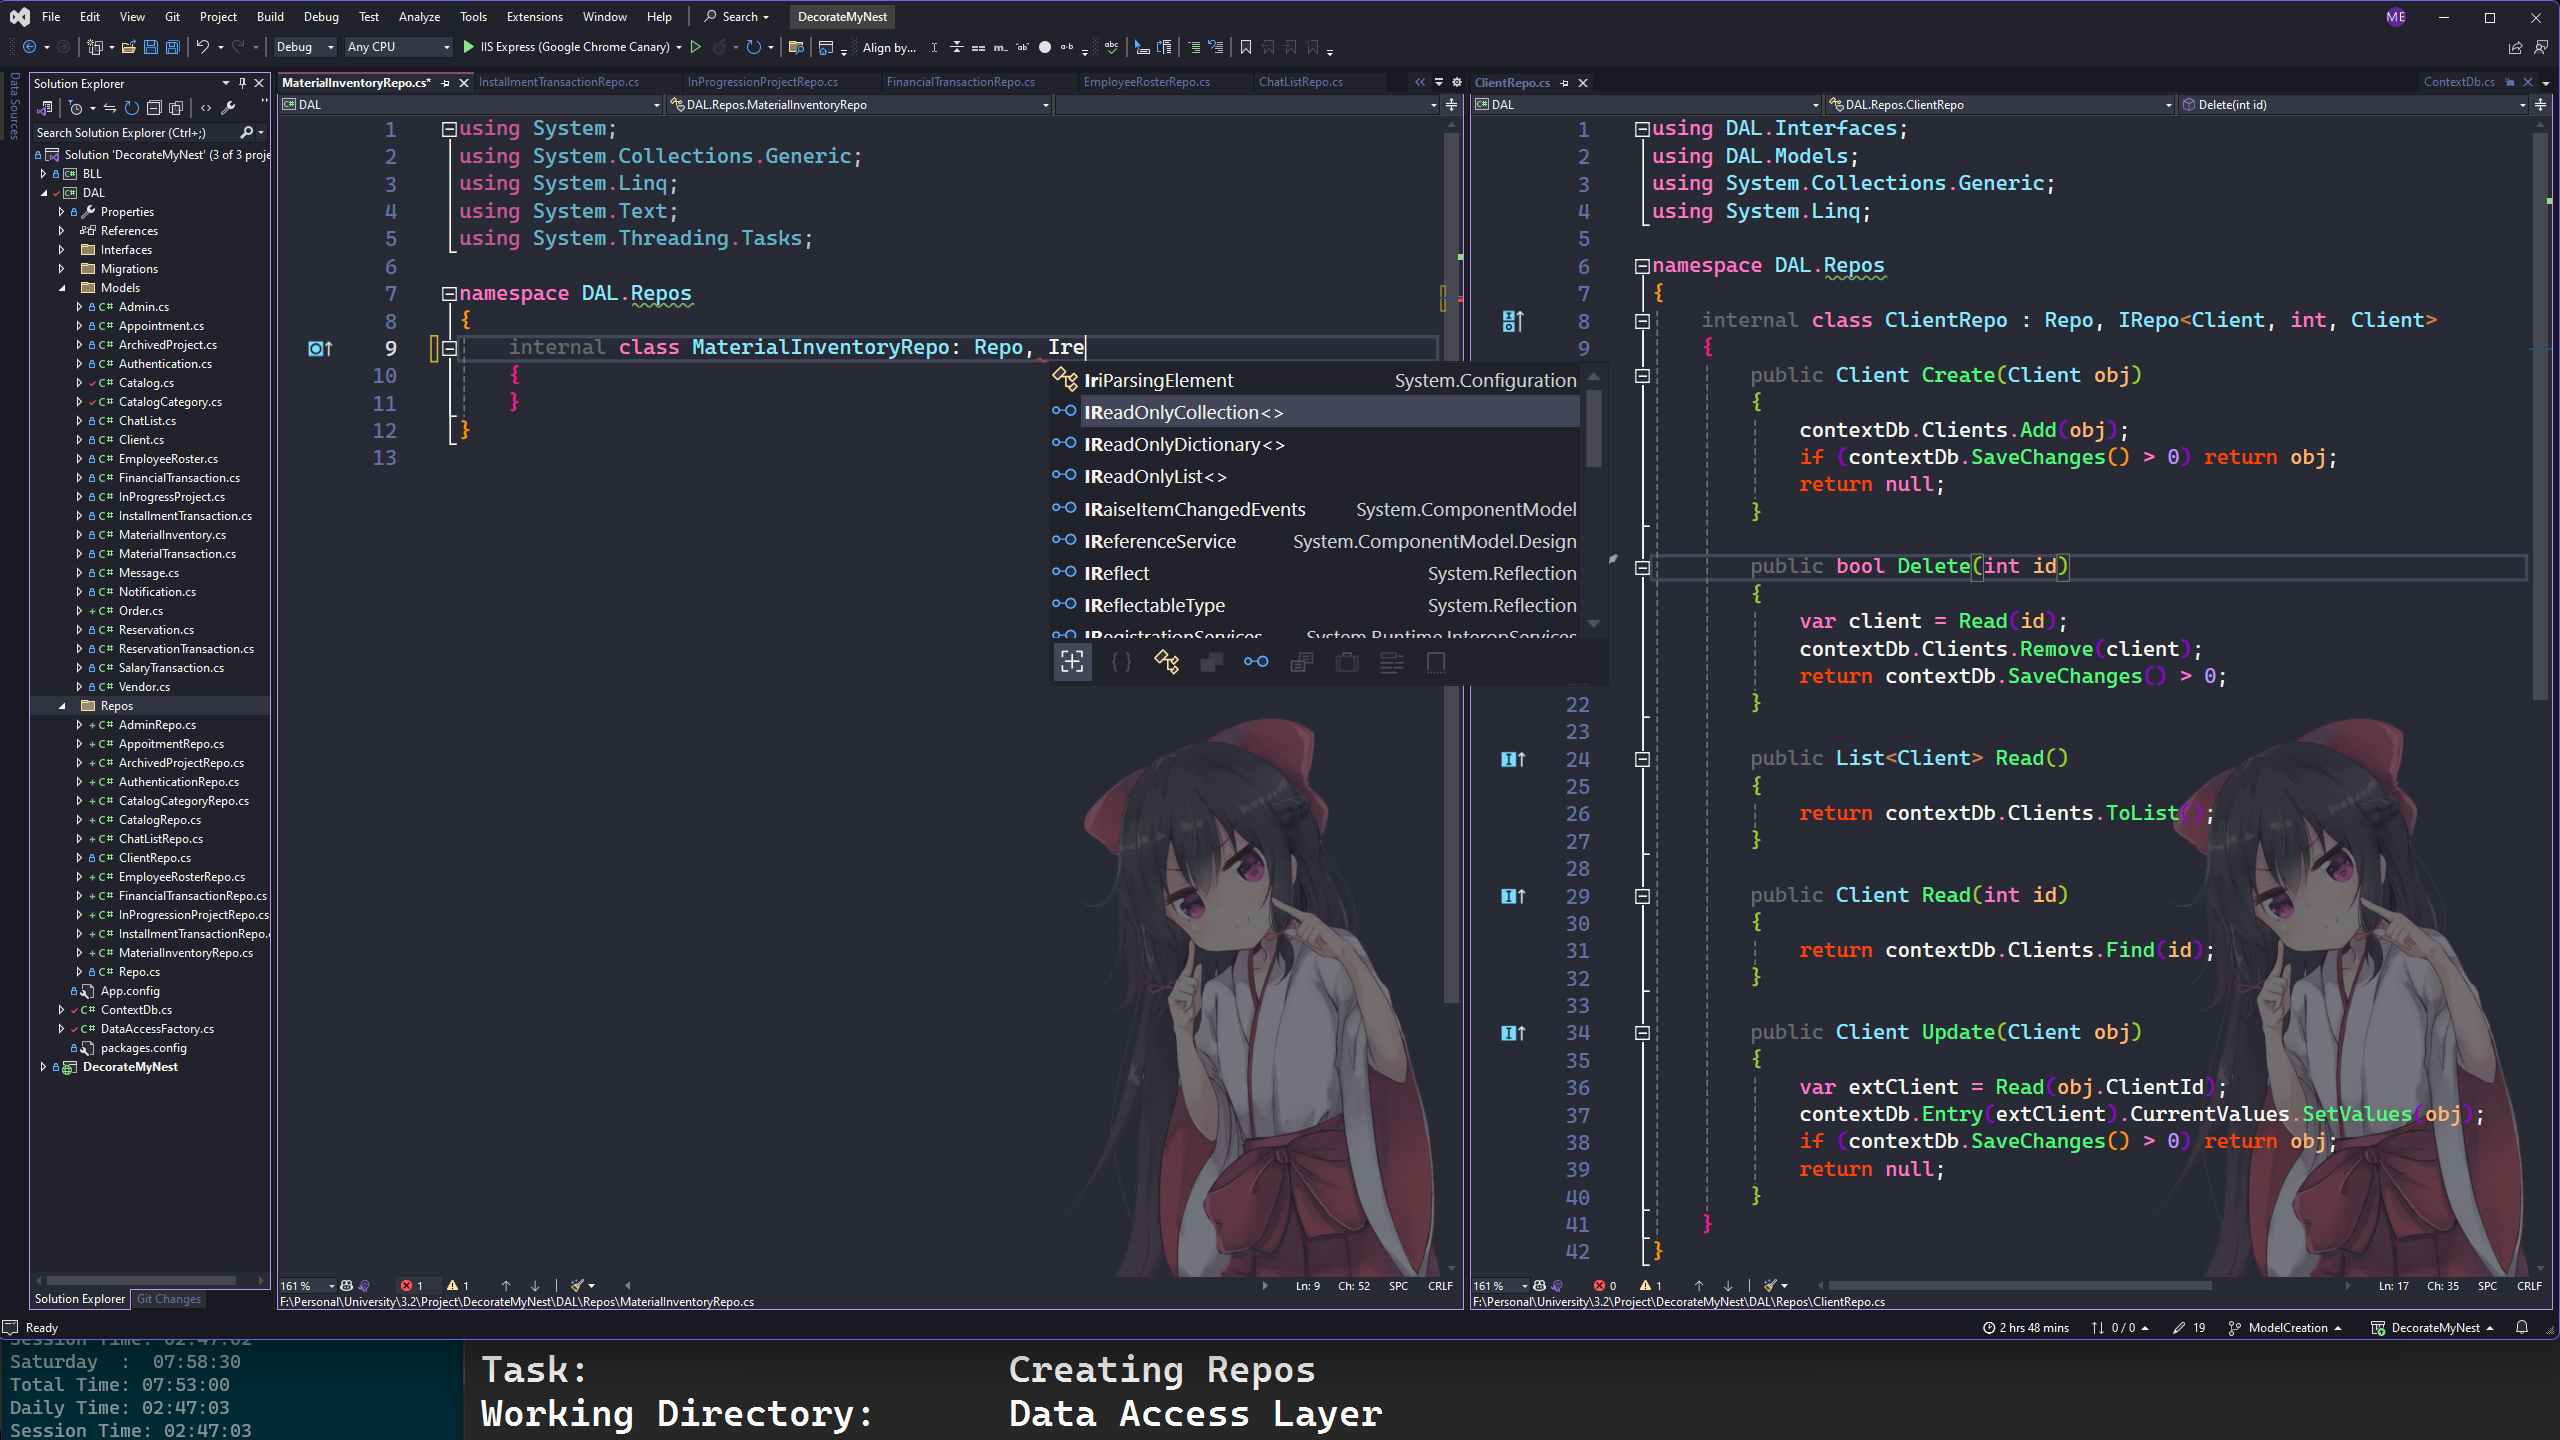 File Edit View Git Project Build Debug Test Analyze Tools Extensions Window Help Search DecorateMyNest ME
Debug Any CPU IIS Express (Google Chrome Canary) Align by...
Data Sources
Solution Explorer
Search Solution Explorer (Ctrl+;)
Solution 'DecorateMyNest' (3 of 3 proje
BLL
DAL
Properties
References
Interfaces
Migrations
Models
C# Admin.cs
C# Appointment.cs
C# ArchivedProject.cs
C# Authentication.cs
C# Catalog.cs
C# CatalogCategory.cs
C# ChatList.cs
C# Client.cs
C# EmployeeRoster.cs
C# FinancialTransaction.cs
C# InProgressProject.cs
C# InstallmentTransaction.cs
C# MaterialInventory.cs
C# MaterialTransaction.cs
C# Message.cs
C# Notification.cs
C# Order.cs
C# Reservation.cs
C# ReservationTransaction.cs
C# SalaryTransaction.cs
C# Vendor.cs
Repos
C# AdminRepo.cs
C# AppoitmentRepo.cs
C# ArchivedProjectRepo.cs
C# AuthenticationRepo.cs
C# CatalogCategoryRepo.cs
C# CatalogRepo.cs
C# ChatListRepo.cs
C# ClientRepo.cs
C# EmployeeRosterRepo.cs
C# FinancialTransactionRepo.cs
C# InProgressionProjectRepo.cs
C# InstallmentTransactionRepo.
C# MaterialInventoryRepo.cs
C# Repo.cs
App.config
C# ContextDb.cs
C# DataAccessFactory.cs
packages.config
DecorateMyNest
Solution Explorer Git Changes
MaterialInventoryRepo.cs* InstallmentTransactionRepo.cs InProgressionProjectRepo.cs FinancialTransactionRepo.cs EmployeeRosterRepo.cs ChatListRepo.cs
DAL DAL.Repos.MaterialInventoryRepo
1 using System;
2 using System.Collections.Generic;
3 using System.Linq;
4 using System.Text;
5 using System.Threading.Tasks;
6
7 namespace DAL.Repos
8 {
9 internal class MaterialInventoryRepo: Repo, Ire
10 {
11 }
12 }
13
IriParsingElement System.Configuration
IReadOnlyCollection<>
IReadOnlyDictionary<>
IReadOnlyList<>
IRaiseItemChangedEvents System.ComponentModel
IReferenceService System.ComponentModel.Design
IReflect System.Reflection
IReflectableType System.Reflection
IRegistrationServices System.Runtime.InteropServices
161 % 1 1 Ln: 9 Ch: 52 SPC CRLF
F:\Personal\University\3.2\Project\DecorateMyNest\DAL\Repos\MaterialInventoryRepo.cs
ClientRepo.cs ContextDb.cs
DAL DAL.Repos.ClientRepo Delete(int id)
1 using DAL.Interfaces;
2 using DAL.Models;
3 using System.Collections.Generic;
4 using System.Linq;
5
6 namespace DAL.Repos
7 {
8 internal class ClientRepo : Repo, IRepo<Client, int, Client>
9 {
public Client Create(Client obj)
{
contextDb.Clients.Add(obj);
if (contextDb.SaveChanges() > 0) return obj;
return null;
}
public bool Delete(int id)
{
var client = Read(id);
contextDb.Clients.Remove(client);
return contextDb.SaveChanges() > 0;
22 }
23
24 public List<Client> Read()
25 {
26 return contextDb.Clients.ToList();
27 }
28
29 public Client Read(int id)
30 {
31 return contextDb.Clients.Find(id);
32 }
33
34 public Client Update(Client obj)
35 {
36 var extClient = Read(obj.ClientId);
37 contextDb.Entry(extClient).CurrentValues.SetValues(obj);
38 if (contextDb.SaveChanges() > 0) return obj;
39 return null;
40 }
41 }
42 }
161 % 0 1 Ln: 17 Ch: 35 SPC CRLF
F:\Personal\University\3.2\Project\DecorateMyNest\DAL\Repos\ClientRepo.cs
Ready 2 hrs 48 mins 0 / 0 19 ModelCreation DecorateMyNest
Session Time: 02:47:02
Saturday : 07:58:30
Total Time: 07:53:00
Daily Time: 02:47:03
Session Time: 02:47:03
Task: Creating Repos
Working Directory: Data Access Layer